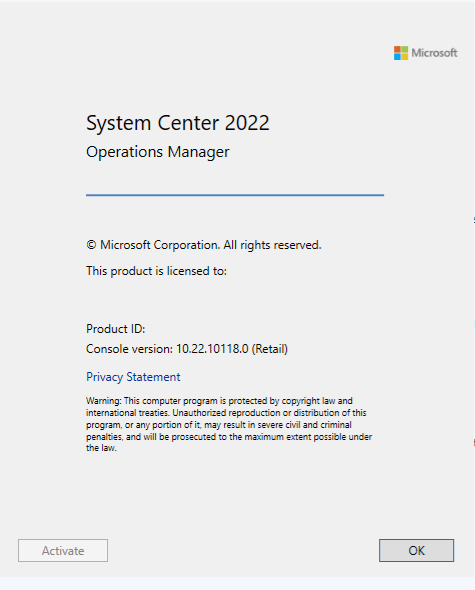 Microsoft
System Center 2022
Operations Manager
© Microsoft Corporation. All rights reserved.
This product is licensed to:
Product ID:
Console version: 10.22.10118.0 (Retail)
Privacy Statement
Warning: This computer program is protected by copyright law and
international treaties. Unauthorized reproduction or distribution of this
program, or any portion of it, may result in severe civil and criminal
penalties, and will be prosecuted to the maximum extent possible under
the law.
Activate
OK